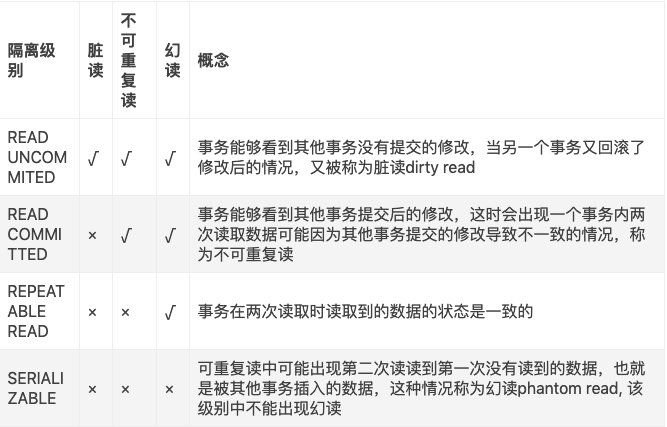 隔离级
别
脏
读
不
可
重
复
读
幻
读
概念
READ
UNCOM
MITED
√
√
√
事务能够看到其他事务没有提交的修改，当另一个事务又回滚了
修改后的情况，又被称为脏读dirty read
READ
COMMI
TTED
×
√
√
事务能够看到其他事务提交后的修改，这时会出现一个事务内两
次读取数据可能因为其他事务提交的修改导致不一致的情况，称
为不可重复读
REPEAT
ABLE
READ
×
×
√
事务在两次读取时读取到的数据的状态是一致的
SERIALI
ZABLE
×
×
×
可重复读中可能出现第二次读读到第一次没有读到的数据，也就
是被其他事务插入的数据，这种情况称为幻读phantom read, 该
级别中不能出现幻读